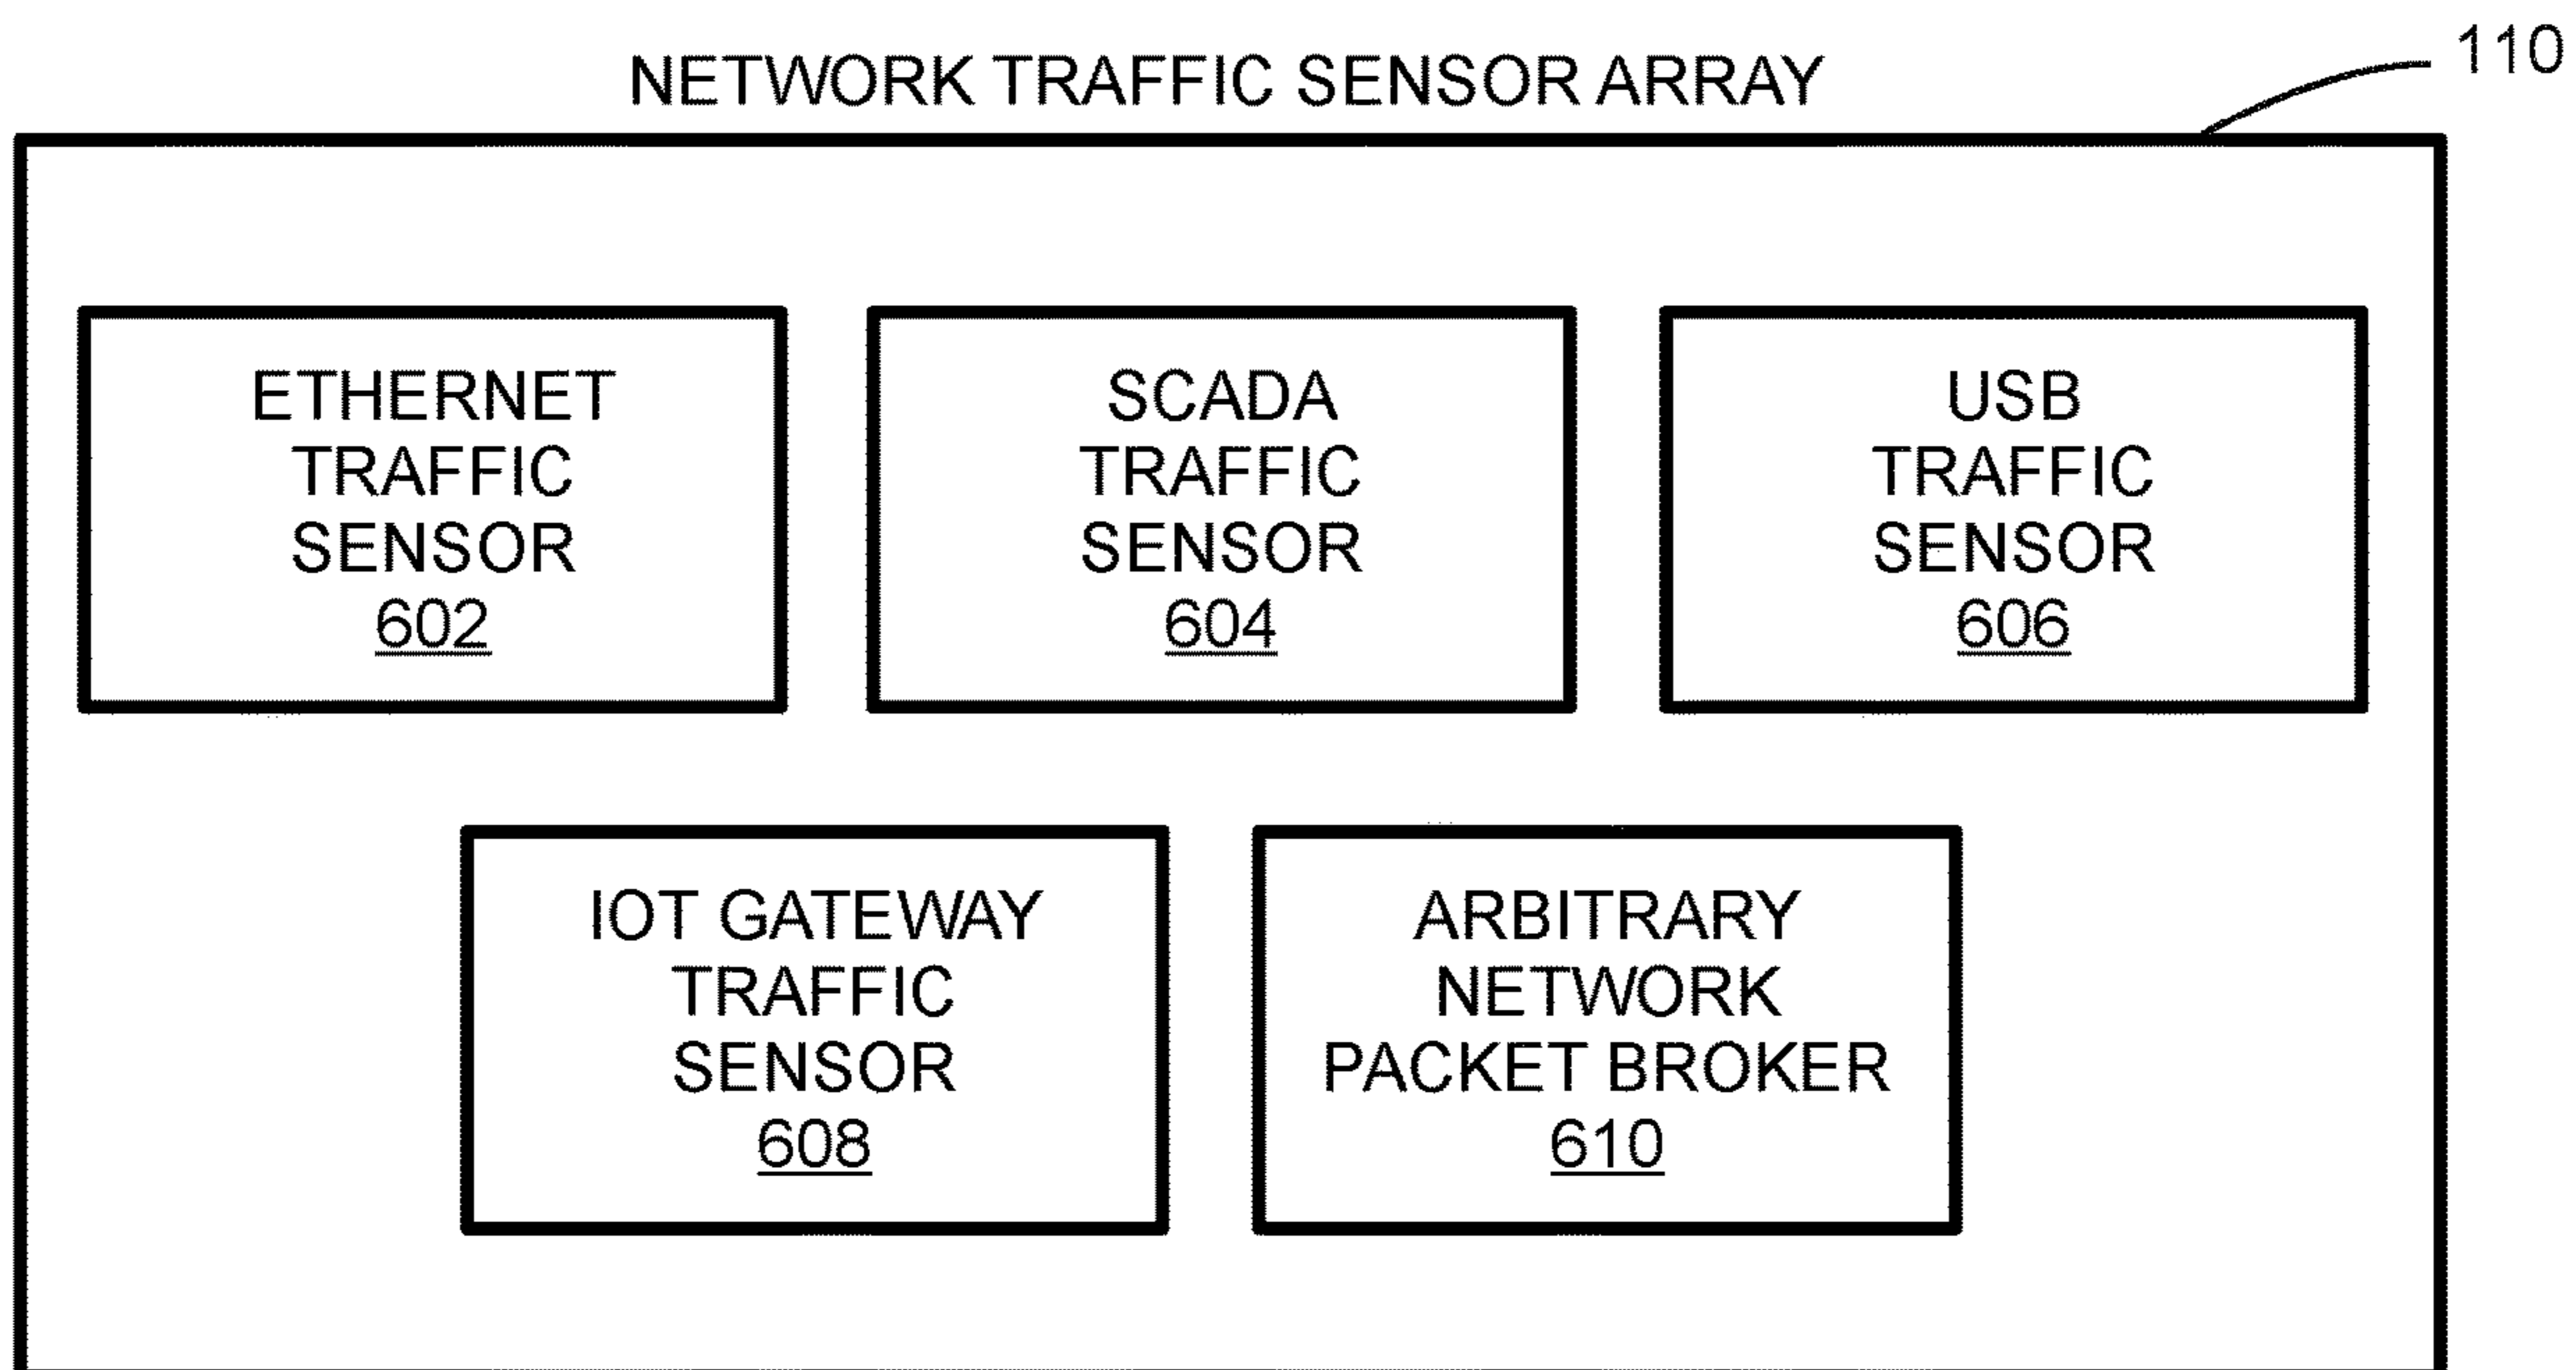 110
NETWORK TRAFFIC SENSOR ARRAY
ETHERNET
TRAFFIC
SENSOR
602
SCADA
TRAFFIC
SENSOR
604
USB
TRAFFIC
SENSOR
606
IOT GATEWAY
TRAFFIC
SENSOR
608
ARBITRARY
NETWORK
PACKET BROKER
610